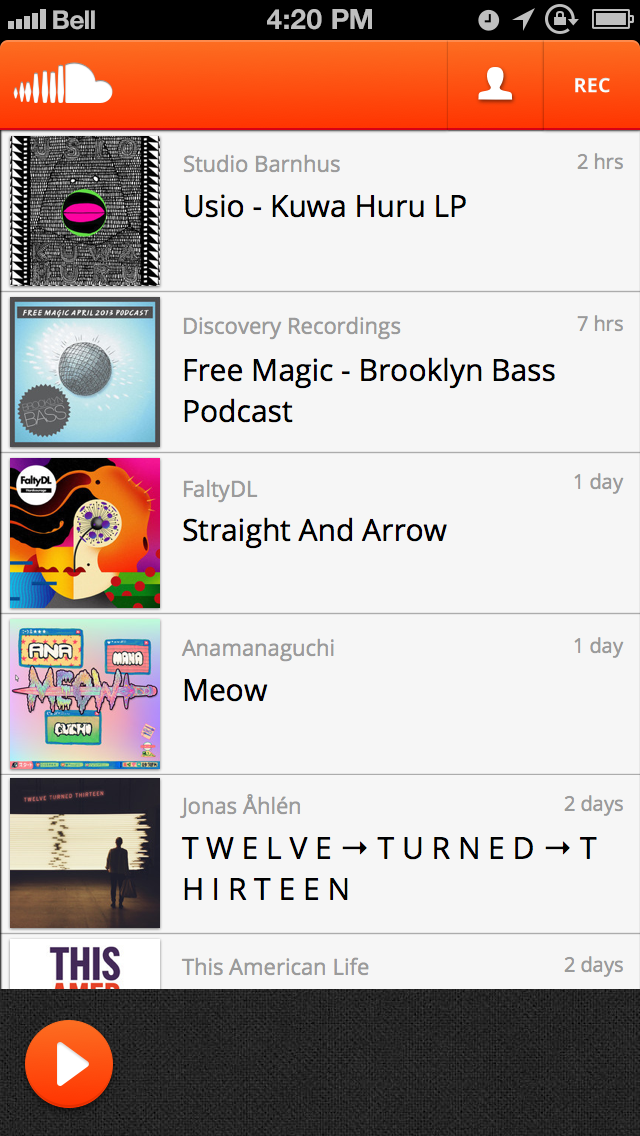 Bell
4:20 PM
REC
USKO
KUWA
HURU
Studio Barnhus
2 hrs
Usio - Kuwa Huru LP
FREE MAGIC APRIL 2013 PODCAST
BROOKLYN
BASS
Discovery Recordings
7 hrs
Free Magic - Brooklyn Bass
Podcast
FaltyDL
FaltyDL
1 day
Straight And Arrow
ANA
MANA
MEOW
GUCHI
Anamanaguchi
1 day
Meow
TWELVE TURNED THIRTEEN
Jonas Åhlén
2 days
T W E L V E → T U R N E D → T
H I R T E E N
THIS
AMER
This American Life
2 days